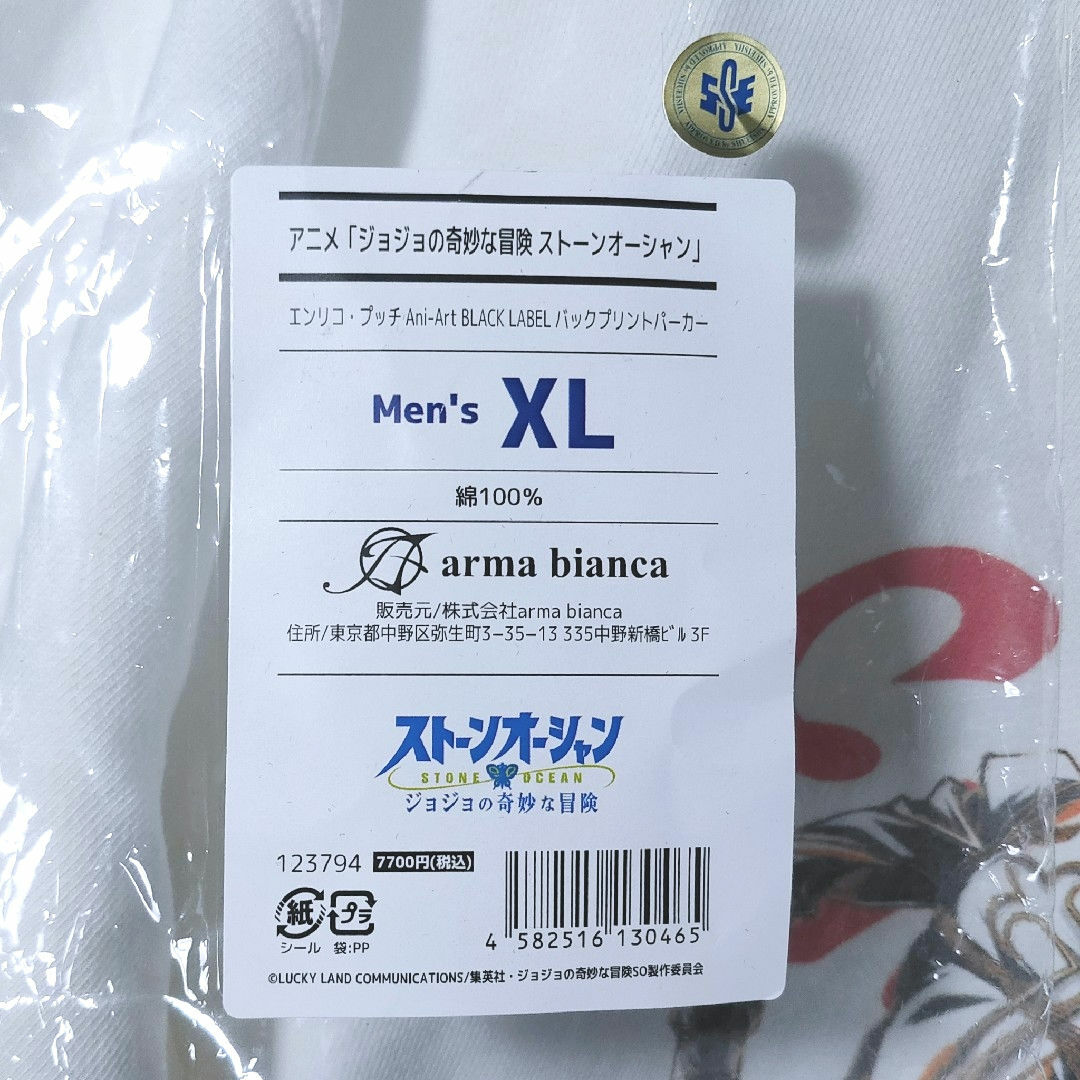 APPROVED by SHUEISHA
SSE
アニメ「ジョジョの奇妙な冒険 ストーンオーシャン」
エンリコ・プッチ Ani-Art BLACK LABEL バックプリントパーカー
Men's XL
綿100%
arma bianca
販売元/株式会社arma bianca
住所/東京都中野区弥生町3-35-13 335中野新橋ビル3F
ストーンオーシャン
STONE OCEAN
ジョジョの奇妙な冒険
123794 7700円(税込)
紙 プラ
シール 袋:PP
4 582516 130465
©LUCKY LAND COMMUNICATIONS/集英社・ジョジョの奇妙な冒険SO製作委員会